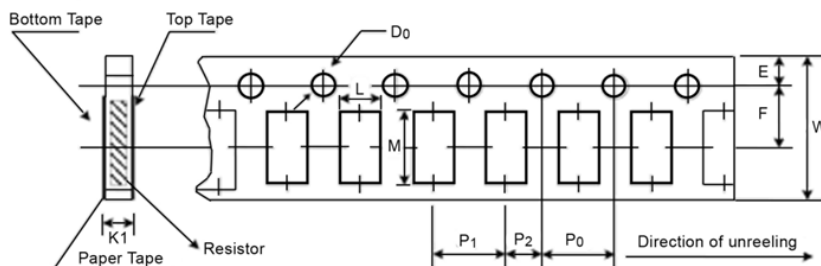 Bottom Tape
Top Tape
D0
E
L
F
W
M
K1
Paper Tape
Resistor
P1
P2
P0
Direction of unreeling